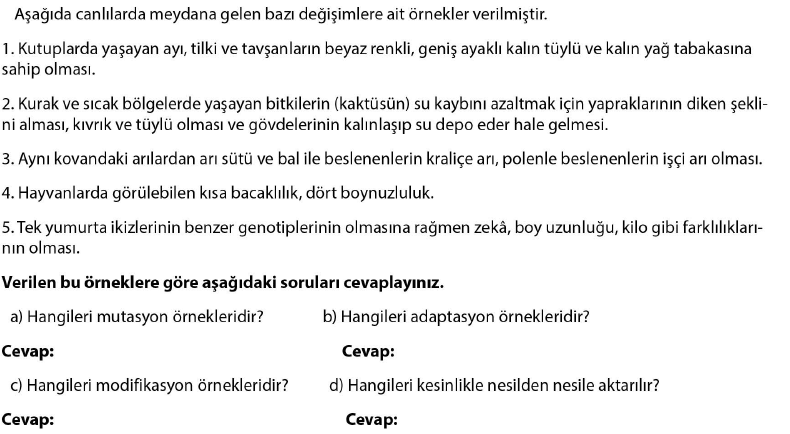 Aşağıda canlılarda meydana gelen bazı değişimlere ait örnekler verilmiştir.
1. Kutuplarda yaşayan ayı, tilki ve tavşanların beyaz renkli, geniş ayaklı kalın tüylü ve kalın yağ tabakasına
sahip olması.
2. Kurak ve sıcak bölgelerde yaşayan bitkilerin (kaktüsün) su kaybını azaltmak için yapraklarının diken şekli-
ni alması, kıvrık ve tüylü olması ve gövdelerinin kalınlaşıp su depo eder hale gelmesi.
3. Aynı kovandaki arılardan arı sütü ve bal ile beslenenlerin kraliçe arı, polenle beslenenlerin işçi arı olması.
4. Hayvanlarda görülebilen kısa bacaklılık, dört boynuzluluk.
5. Tek yumurta ikizlerinin benzer genotiplerinin olmasına rağmen zekâ, boy uzunluğu, kilo gibi farklılıkları-
nın olması.
Verilen bu örneklere göre aşağıdaki soruları cevaplayınız.
a) Hangileri mutasyon örnekleridir? b) Hangileri adaptasyon örnekleridir?
Cevap: Cevap:
c) Hangileri modifikasyon örnekleridir? d) Hangileri kesinlikle nesilden nesile aktarılır?
Cevap: Cevap: